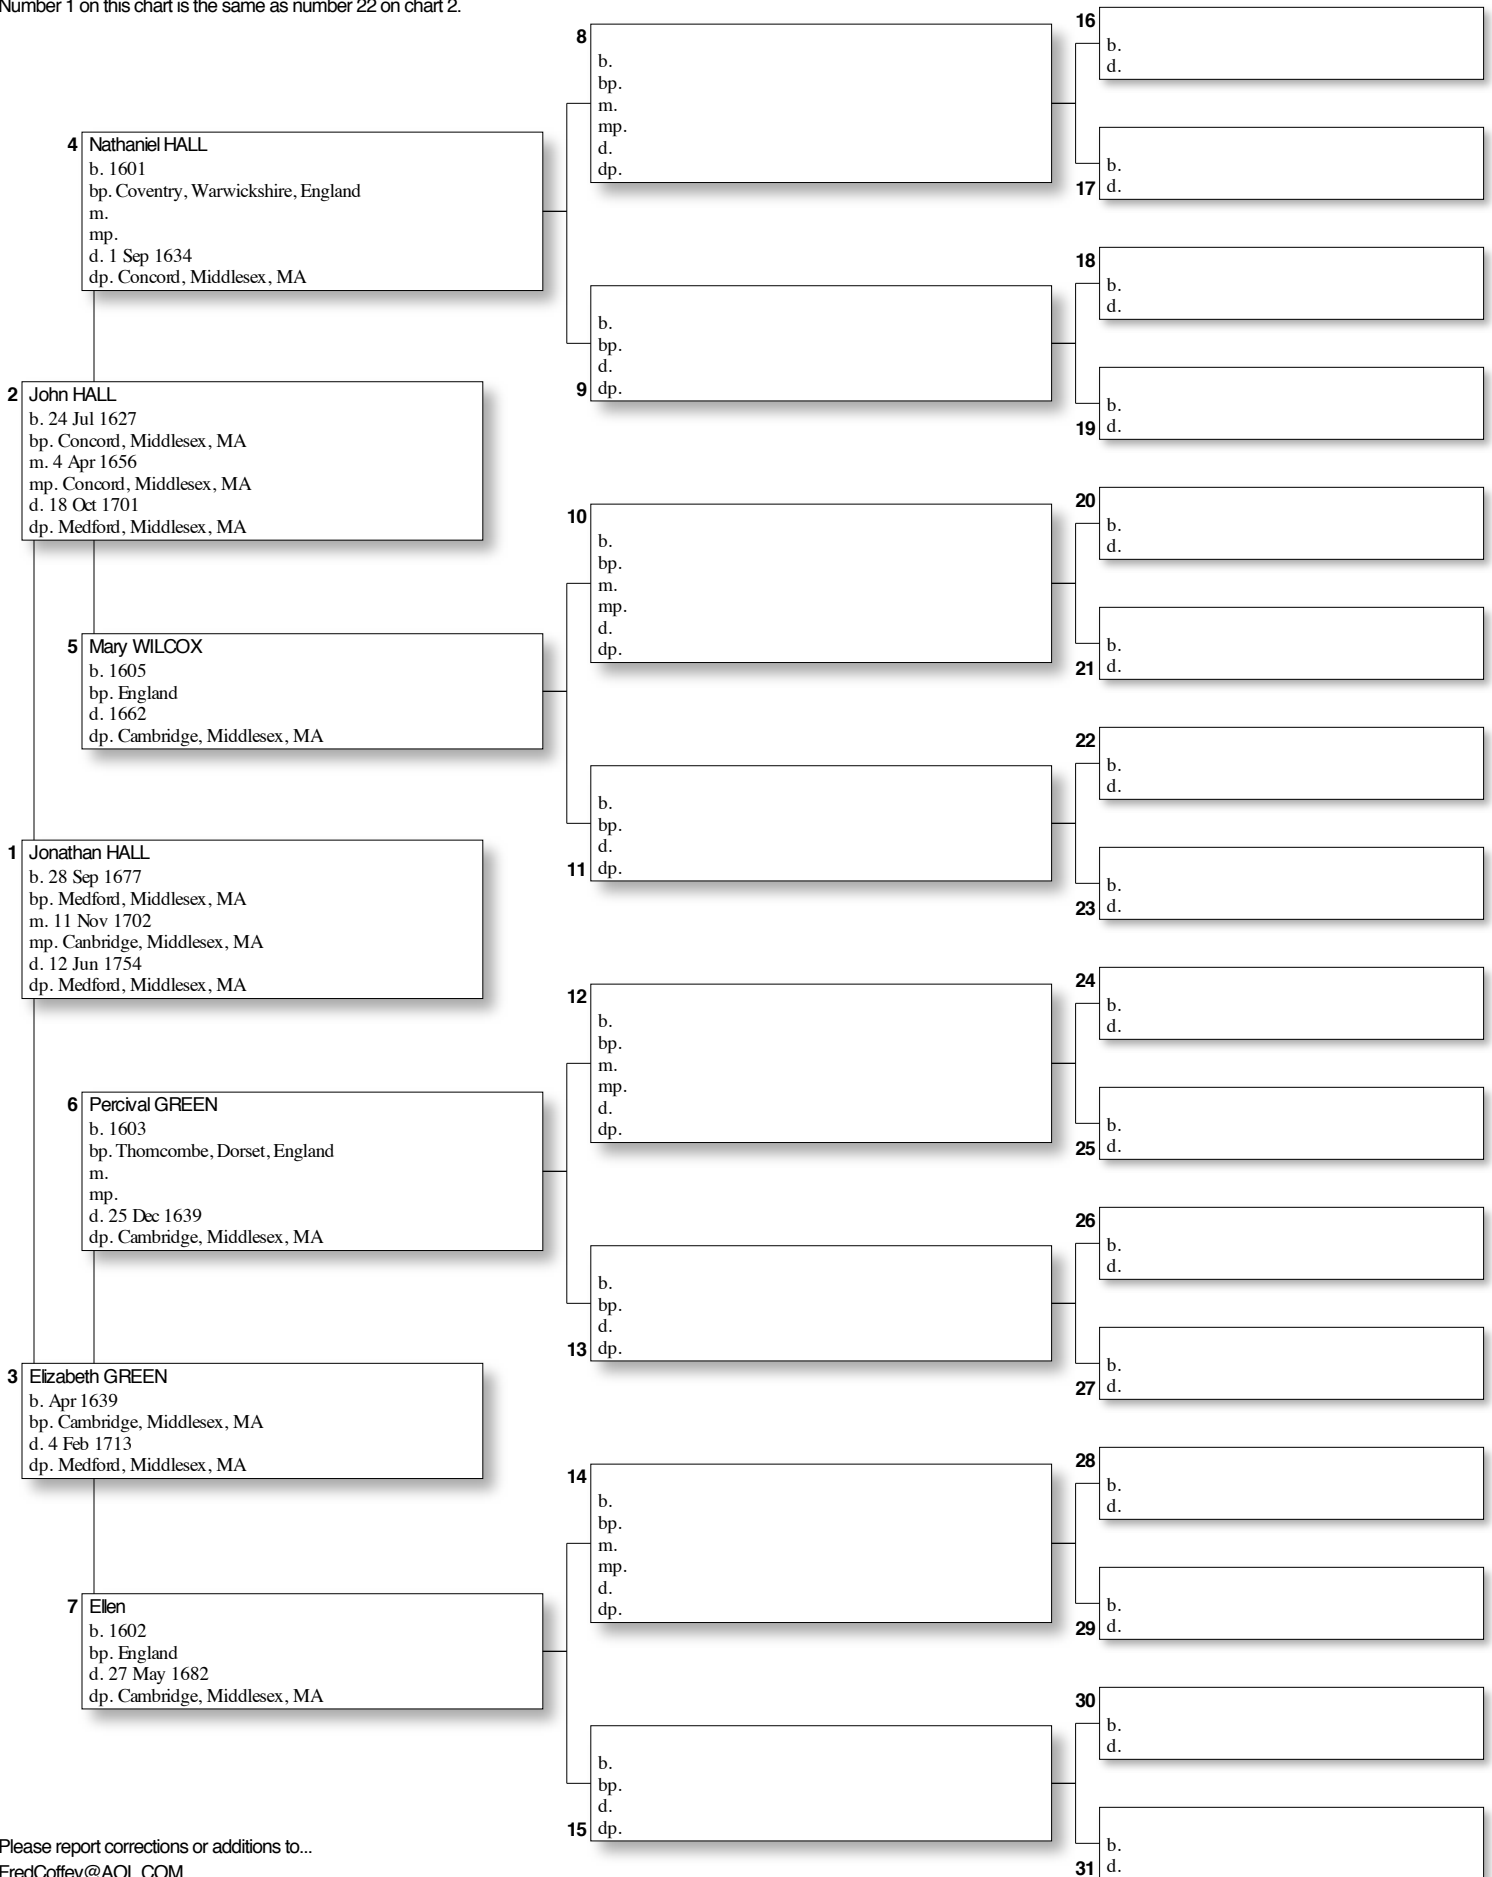 Number 1 on this chart is the same as number 22 on chart 2.
8
b.
bp.
m.
mp.
d.
dp.
16
b.
d.
b.
17 d.
4 Nathaniel HALL
b. 1601
bp. Coventry, Warwickshire, England
m.
mp.
d. 1 Sep 1634
dp. Concord, Middlesex, MA
18
b.
d.
b.
bp.
d.
9 dp.
b.
19 d.
2 John HALL
b. 24 Jul 1627
bp. Concord, Middlesex, MA
m. 4 Apr 1656
mp. Concord, Middlesex, MA
d. 18 Oct 1701
dp. Medford, Middlesex, MA
10
b.
bp.
m.
mp.
d.
dp.
20
b.
d.
b.
21 d.
5 Mary WILCOX
b. 1605
bp. England
d. 1662
dp. Cambridge, Middlesex, MA
22
b.
d.
b.
bp.
d.
11 dp.
b.
23 d.
1 Jonathan HALL
b. 28 Sep 1677
bp. Medford, Middlesex, MA
m. 11 Nov 1702
mp. Canbridge, Middlesex, MA
d. 12 Jun 1754
dp. Medford, Middlesex, MA
12
b.
bp.
m.
mp.
d.
dp.
24
b.
d.
b.
25 d.
6 Percival GREEN
b. 1603
bp. Thomcombe, Dorset, England
m.
mp.
d. 25 Dec 1639
dp. Cambridge, Middlesex, MA
26
b.
d.
b.
bp.
d.
13 dp.
b.
27 d.
3 Elizabeth GREEN
b. Apr 1639
bp. Cambridge, Middlesex, MA
d. 4 Feb 1713
dp. Medford, Middlesex, MA
14
b.
bp.
m.
mp.
d.
dp.
28
b.
d.
b.
29 d.
7 Ellen
b. 1602
bp. England
d. 27 May 1682
dp. Cambridge, Middlesex, MA
30
b.
d.
b.
bp.
d.
15 dp.
b.
31 d.
Please report corrections or additions to...
FredCoffey@AOL.COM